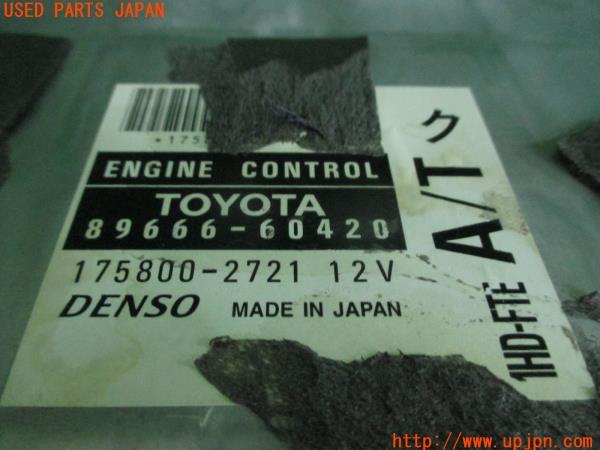 USED PARTS JAPAN
*175
ENGINE CONTROL
TOYOTA
89666-60420
175800-2721 12V
DENSO MADE IN JAPAN
1HD-FTE
A/T ク
http://www.upjpn.com